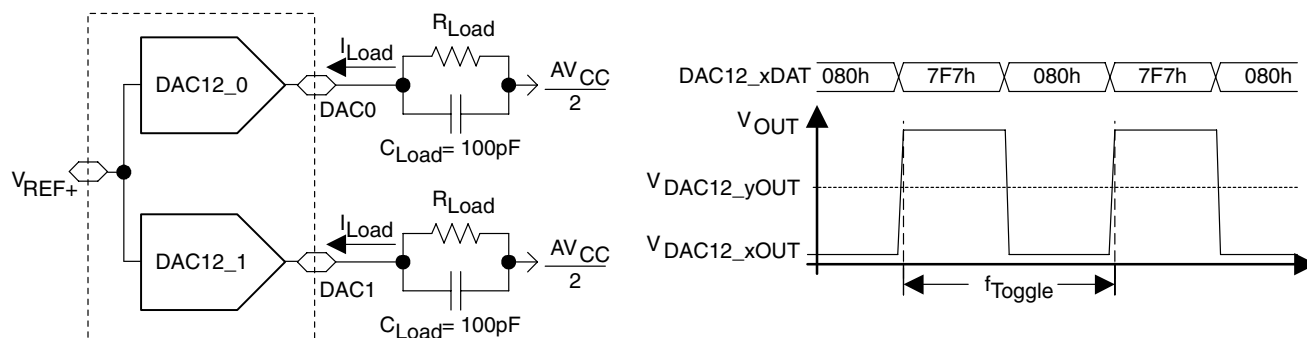 R_Load
I_Load
DAC12_0
DAC0
AV_CC
2
C_Load= 100pF
V_REF+
R_Load
I_Load
DAC12_1
DAC1
AV_CC
2
C_Load= 100pF
DAC12_xDAT 080h 7F7h 080h 7F7h 080h
V_OUT
V_DAC12_yOUT
V_DAC12_xOUT
f_Toggle